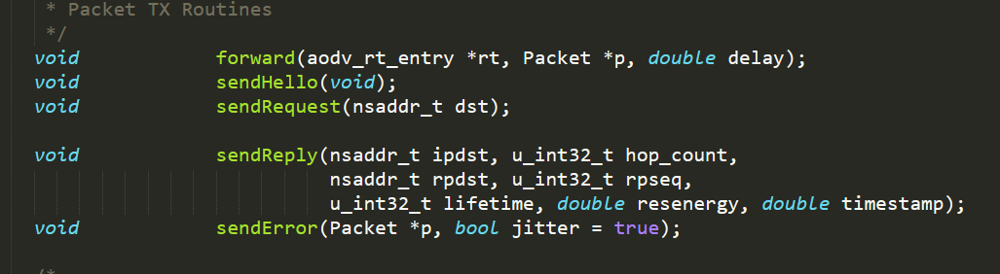 * Packet TX Routines
*/
void forward(aodv_rt_entry *rt, Packet *p, double delay);
void sendHello(void);
void sendRequest(nsaddr_t dst);
void sendReply(nsaddr_t ipdst, u_int32_t hop_count,
nsaddr_t rpdst, u_int32_t rpseq,
u_int32_t lifetime, double resenergy, double timestamp);
void sendError(Packet *p, bool jitter = true);
/*